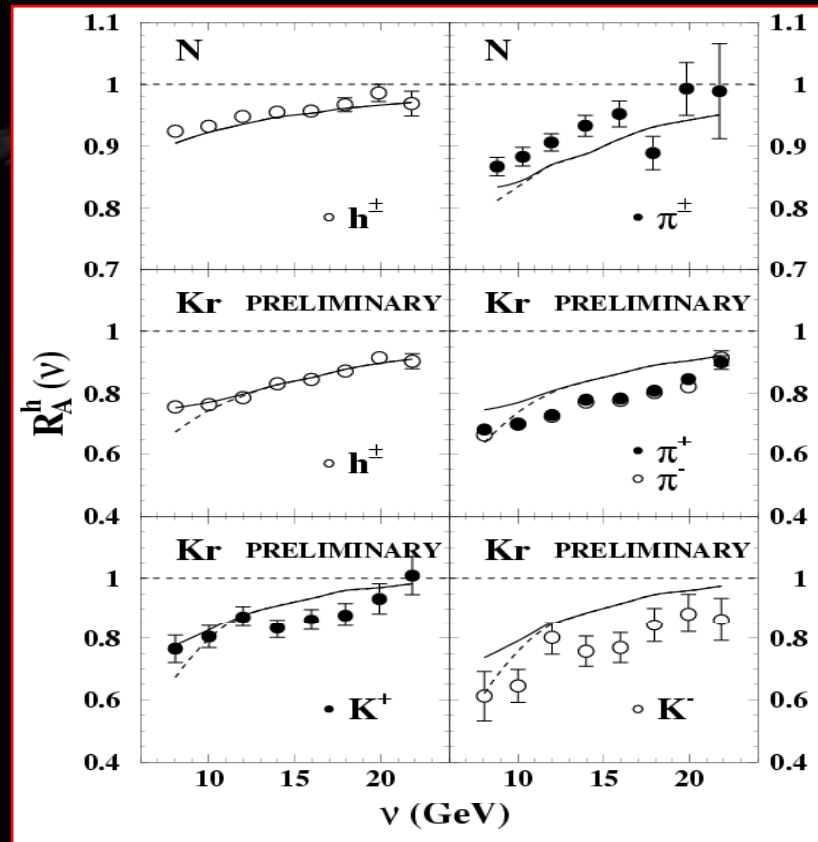 1.1
N
N
1.1
1
1
0.9
0.9
0.8
h±
π±
0.8
0.7
0.7
Kr PRELIMINARY
Kr PRELIMINARY
1
1
R_A^h (ν)
0.8
0.8
0.6
h±
π+
0.6
π-
0.4
0.4
Kr PRELIMINARY
Kr PRELIMINARY
1
1
0.8
0.8
0.6
K+
K-
0.6
0.4
0.4
10 15 20
10 15 20
ν (GeV)